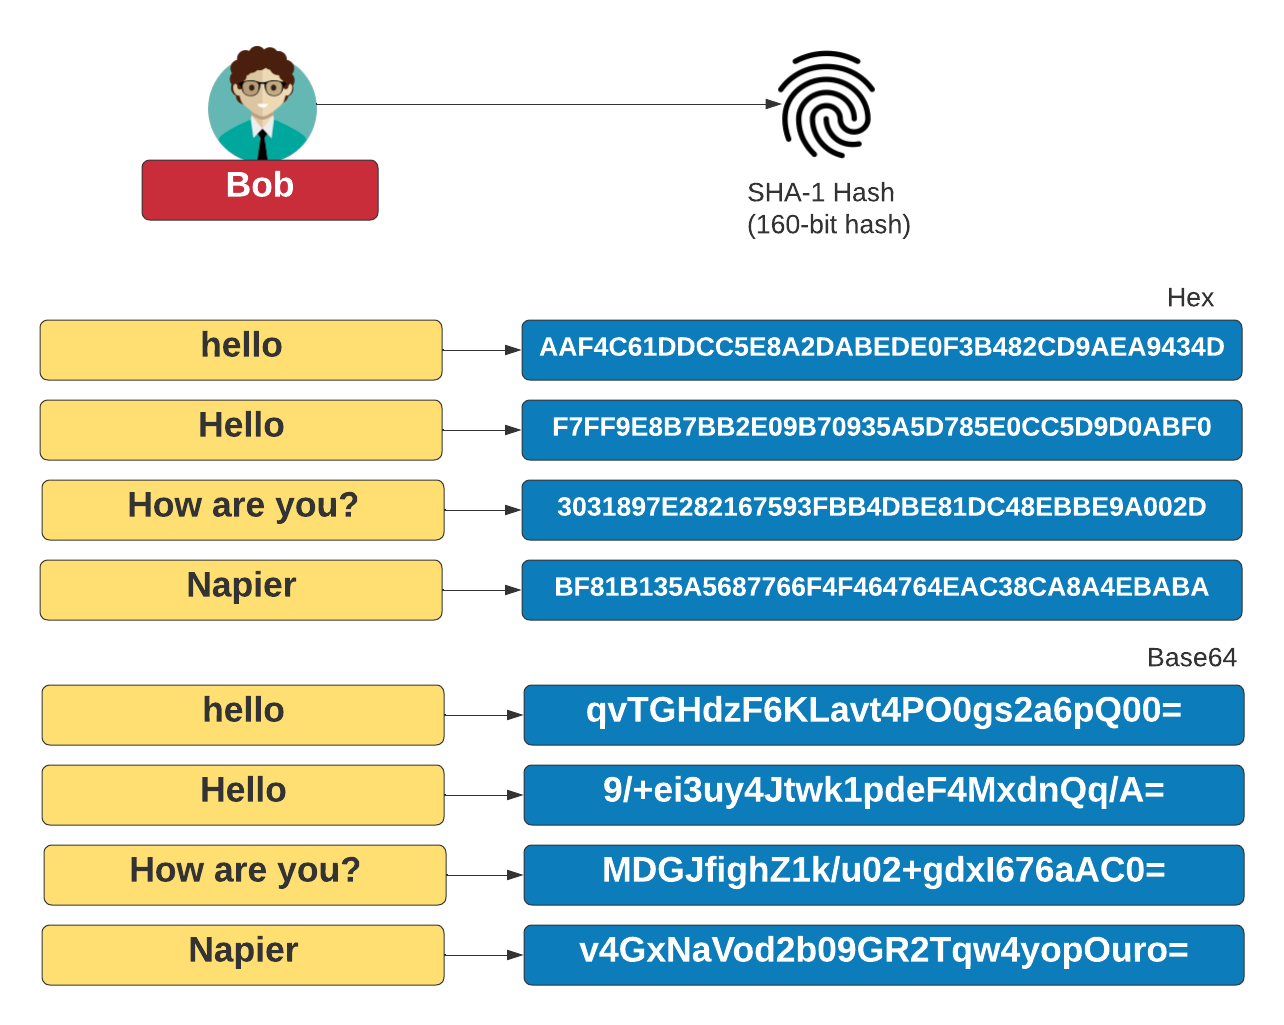 Bob
SHA-1 Hash
(160-bit hash)
Hex
hello
AAF4C61DDCC5E8A2DABEDE0F3B482CD9AEA9434D
Hello
F7FF9E8B7BB2E09B70935A5D785E0CC5D9D0ABF0
How are you?
3031897E282167593FBB4DBE81DC48EBBE9A002D
Napier
BF81B135A5687766F4F464764EAC38CA8A4EBABA
Base64
hello
qvTGHdzF6KLavt4PO0gs2a6pQ00=
Hello
9/+ei3uy4Jtwk1pdeF4MxdnQq/A=
How are you?
MDGJfighZ1k/u02+gdxI676aAC0=
Napier
v4GxNaVod2b09GR2Tqw4yopOuro=